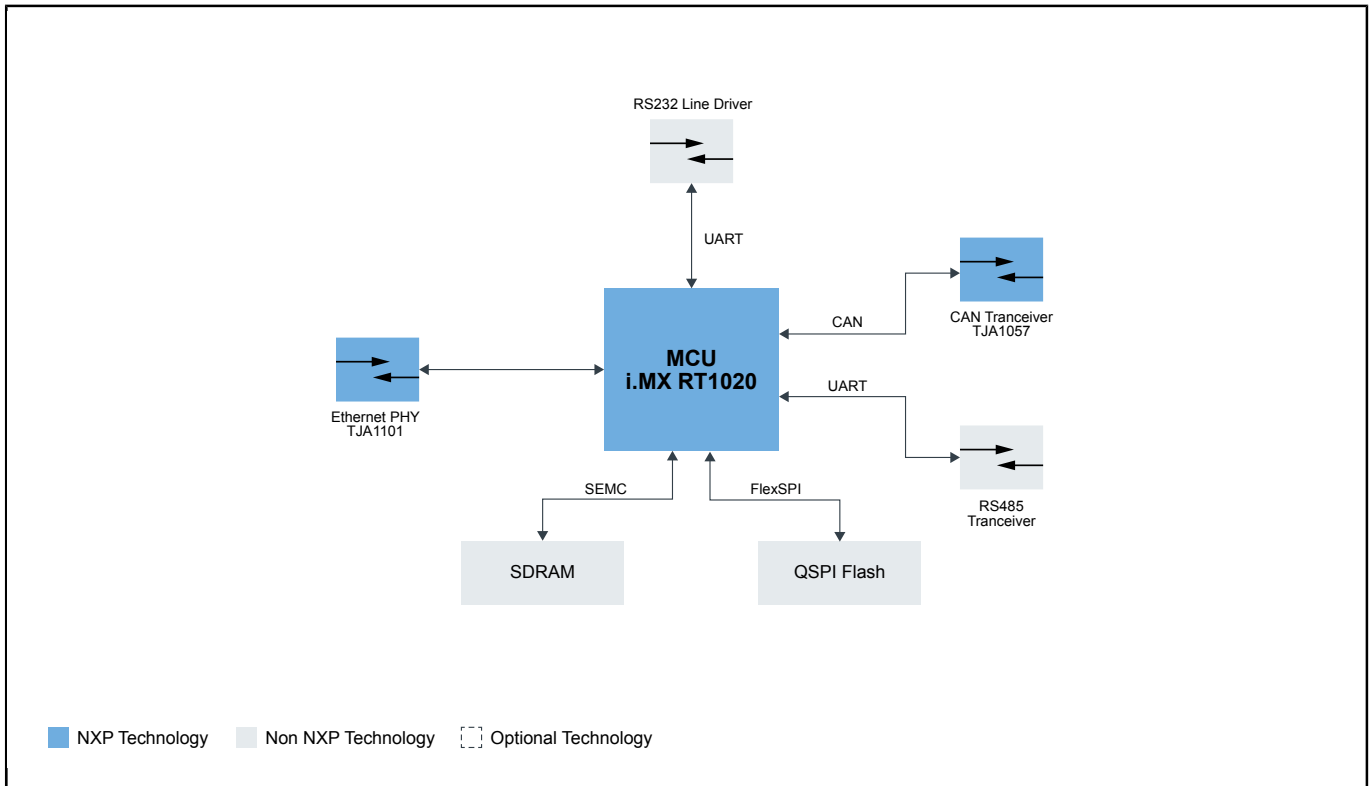 RS232 Line Driver
UART
CAN Tranceiver
TJA1057
CAN
MCU
i.MX RT1020
UART
Ethernet PHY
TJA1101
SEMC
FlexSPI
RS485
Tranceiver
SDRAM
QSPI Flash
NXP Technology
Non NXP Technology
Optional Technology